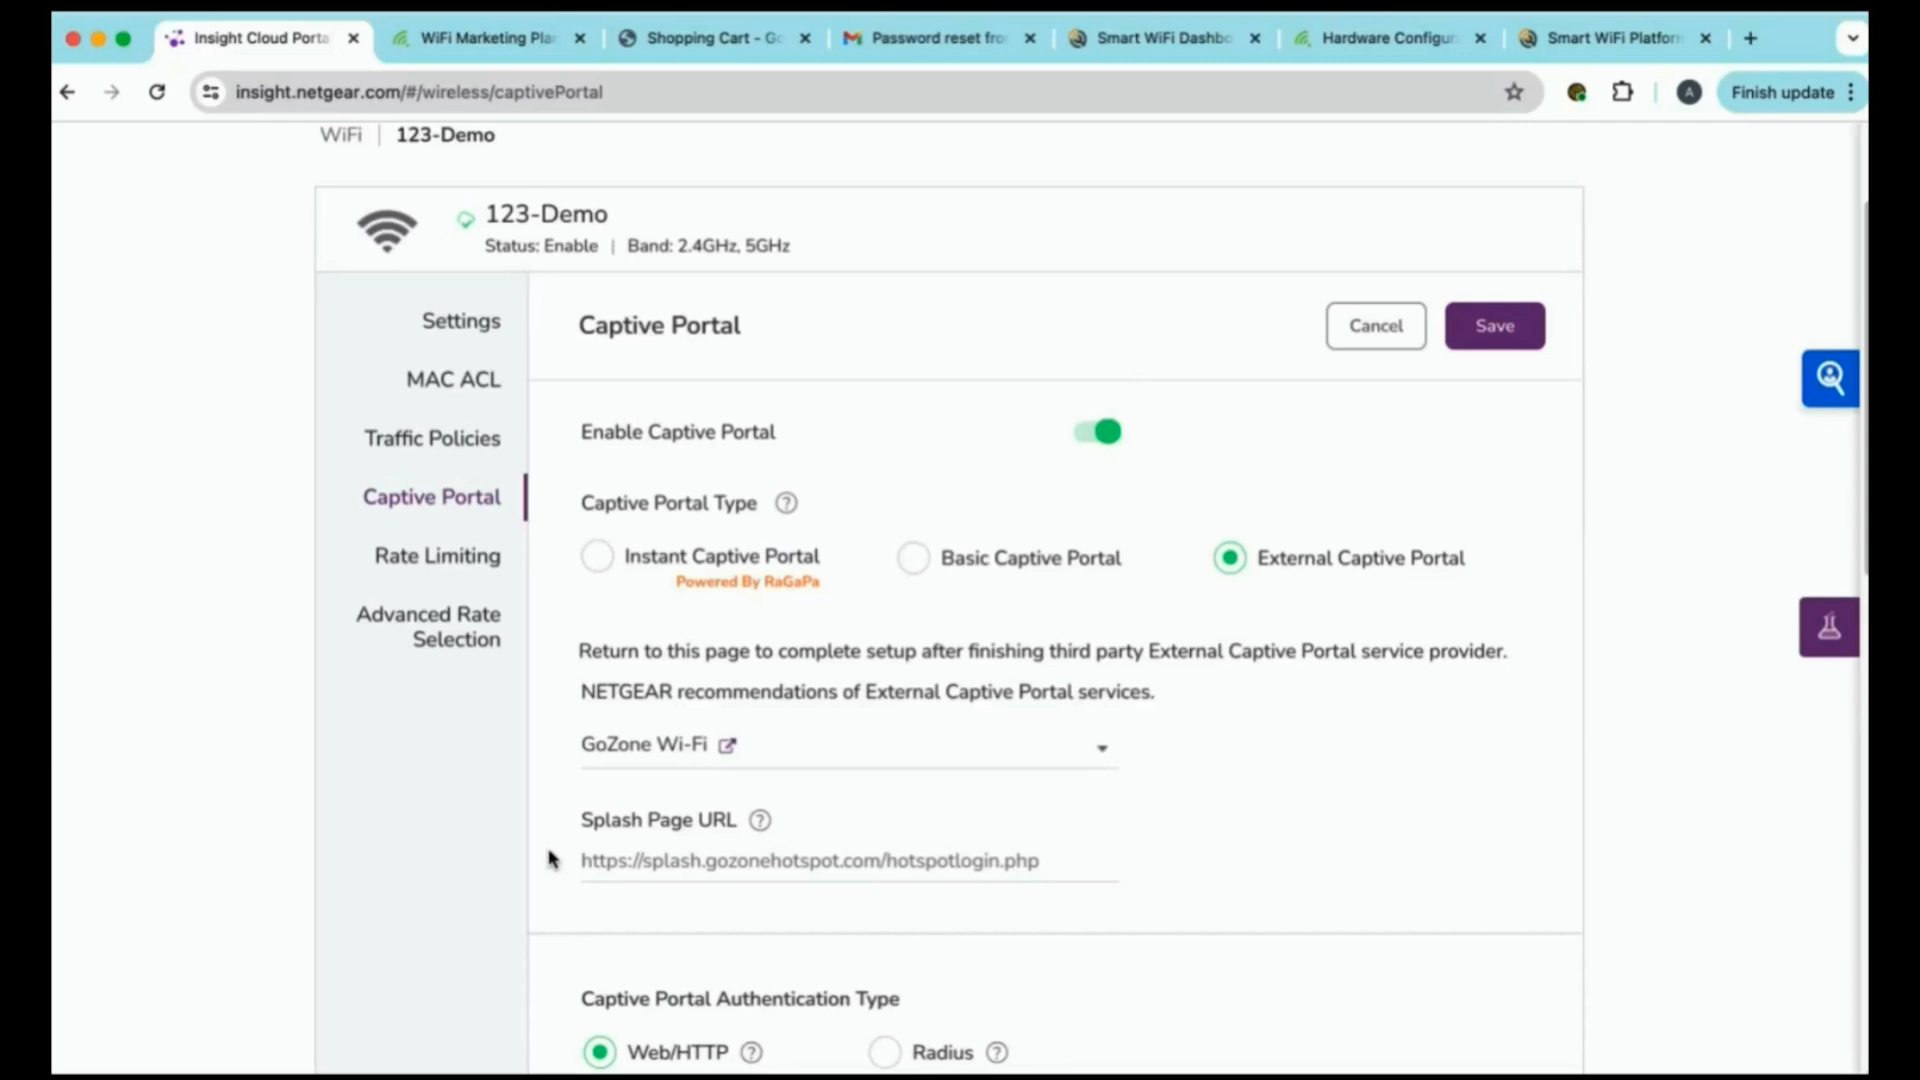 Insight Cloud Porta
WiFi Marketing Pla
Shopping Cart - Go
Password reset fro
Smart WiFi Dashbo
Hardware Configur
Smart WiFi Platform
insight.netgear.com/#/wireless/captivePortal
A
Finish update
WiFi | 123-Demo
123-Demo
Status: Enable | Band: 2.4GHz, 5GHz
Settings
MAC ACL
Traffic Policies
Captive Portal
Rate Limiting
Advanced Rate
Selection
Captive Portal
Cancel
Save
Enable Captive Portal
Captive Portal Type ?
Instant Captive Portal
Powered By RaGaPa
Basic Captive Portal
External Captive Portal
Return to this page to complete setup after finishing third party External Captive Portal service provider.
NETGEAR recommendations of External Captive Portal services.
GoZone Wi-Fi
Splash Page URL ?
https://splash.gozonehotspot.com/hotspotlogin.php
Captive Portal Authentication Type
Web/HTTP ?
Radius ?